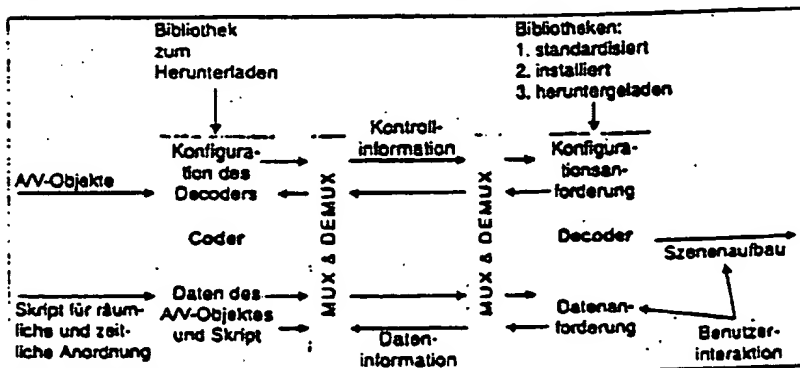 Bibliothek
zum
Herunterladen
Bibliotheken:
1. standardisiert
2. installiert
3. heruntergeladen
A/V-Objekte
Konfigura-
tion des
Decoders
Kontroll-
information
Konfigu-
rationsan-
forderung
Coder
MUX & DEMUX
MUX & DEMUX
Decoder
Szenenaufbau
Skript für räum-
liche und zeit-
liche Anordnung
Daten des
A/V-Objektes
und Skript
Daten-
information
Datenan-
forderung
Benutzer-
interaktion